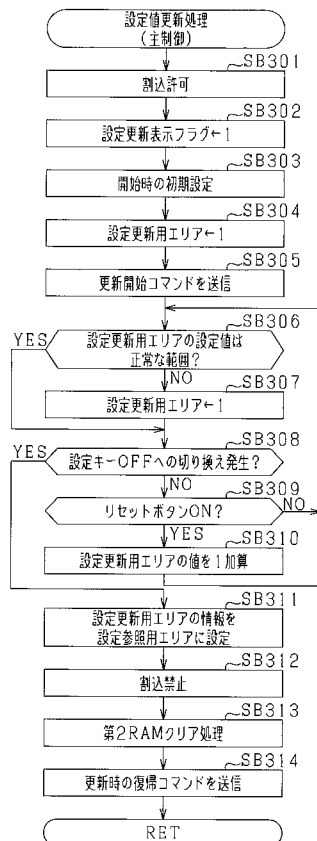 設定値更新処理
(主制御)
SB301
割込許可
SB302
設定更新表示フラグ←1
SB303
開始時の初期設定
SB304
設定更新用エリア←1
SB305
更新開始コマンドを送信
SB306
YES
設定更新用エリアの設定値は
正常な範囲?
NO
SB307
設定更新用エリア←1
SB308
YES
設定キーOFFへの切り換え発生?
NO
SB309
リセットボタンON?
NO
YES
SB310
設定更新用エリアの値を1加算
SB311
設定更新用エリアの情報を
設定参照用エリアに設定
SB312
割込禁止
SB313
第2RAMクリア処理
SB314
更新時の復帰コマンドを送信
RET